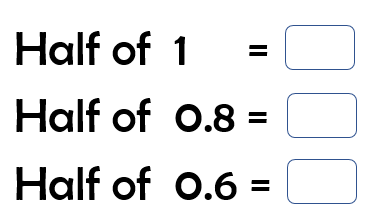 Half of 1 =
Half of 0.8 =
Half of 0.6 =